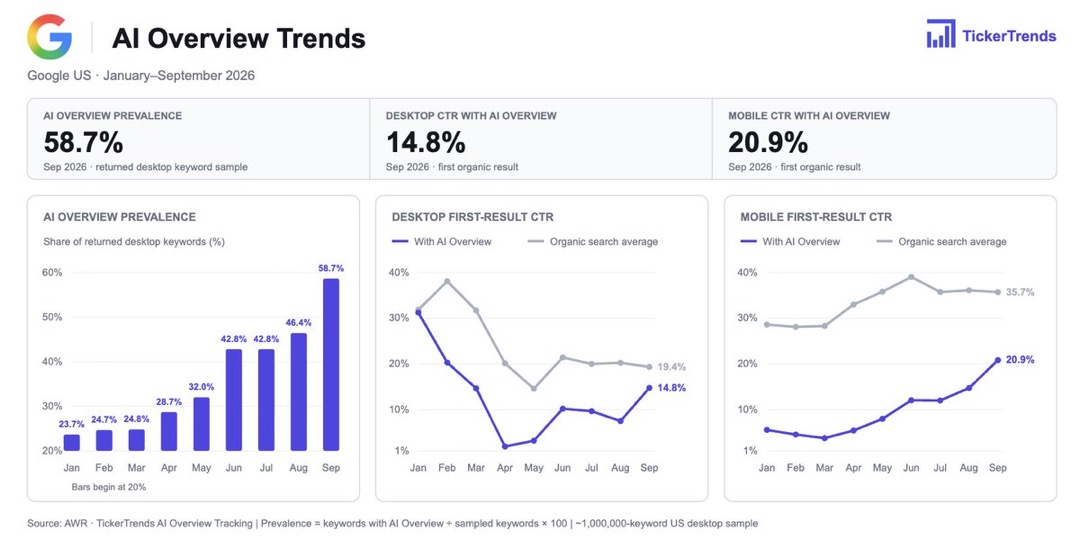 AI Overview Trends
TickerTrends
Google US · January–September 2026
AI OVERVIEW PREVALENCE
58.7%
Sep 2026 · returned desktop keyword sample
DESKTOP CTR WITH AI OVERVIEW
14.8%
Sep 2026 · first organic result
MOBILE CTR WITH AI OVERVIEW
20.9%
Sep 2026 · first organic result
AI OVERVIEW PREVALENCE
Share of returned desktop keywords (%)
60%
50%
40%
30%
20%
23.7% 24.7% 24.8% 28.7% 32.0% 42.8% 42.8% 46.4% 58.7%
Jan Feb Mar Apr May Jun Jul Aug Sep
Bars begin at 20%
DESKTOP FIRST-RESULT CTR
With AI Overview Organic search average
40%
30%
20%
10%
1%
19.4%
14.8%
Jan Feb Mar Apr May Jun Jul Aug Sep
MOBILE FIRST-RESULT CTR
With AI Overview Organic search average
40%
30%
20%
10%
1%
35.7%
20.9%
Jan Feb Mar Apr May Jun Jul Aug Sep
Source: AWR · TickerTrends AI Overview Tracking | Prevalence = keywords with AI Overview ÷ sampled keywords × 100 | ~1,000,000-keyword US desktop sample